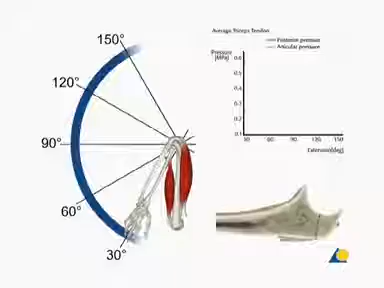 150°
120°
90°
60°
30°
Average Triceps Tendon
Posterior pressure
Articular pressure
Pressure
[MPa]
0.6
0.5
0.4
0.3
0.2
0.1
30 60 90 120 150
Extension[deg]